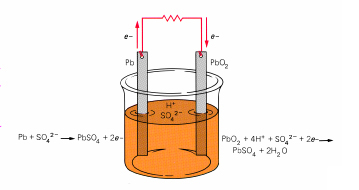 e- e-
Pb PbO₂
H⁺
SO₄²⁻
Pb + SO₄²⁻ ⟶ PbSO₄ + 2e-
PbO₂ + 4H⁺ + SO₄²⁻ + 2e- ⟶
PbSO₄ + 2H₂O